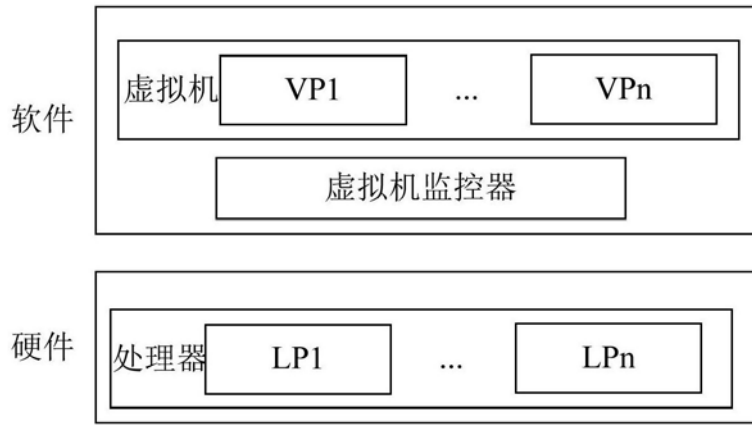 软件
虚拟机 VP1 ... VPn
虚拟机监控器
硬件
处理器 LP1 ... LPn